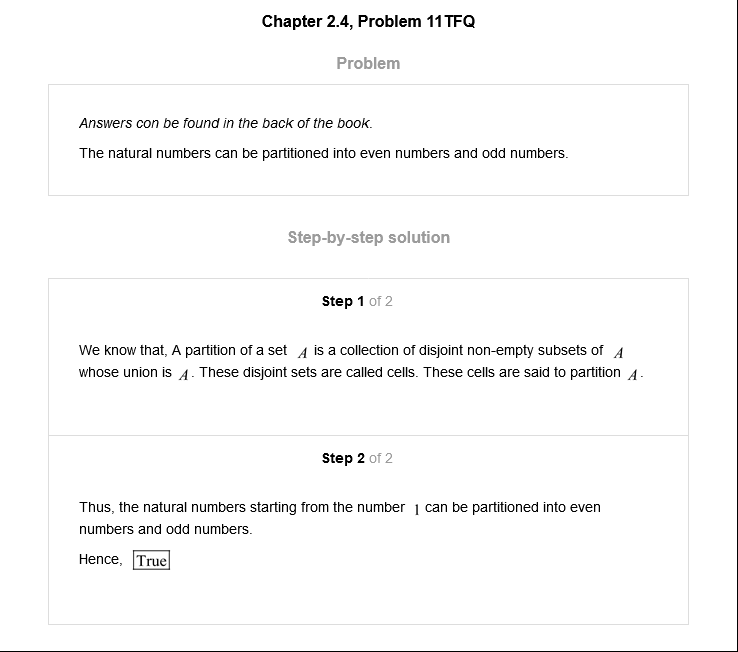 Chapter 2.4, Problem 11TFQ
Problem
Answers con be found in the back of the book.
The natural numbers can be partitioned into even numbers and odd numbers.
Step-by-step solution
Step 1 of 2
We know that, A partition of a set A is a collection of disjoint non-empty subsets of A
whose union is A. These disjoint sets are called cells. These cells are said to partition A.
Step 2 of 2
Thus, the natural numbers starting from the number 1 can be partitioned into even
numbers and odd numbers.
Hence, True